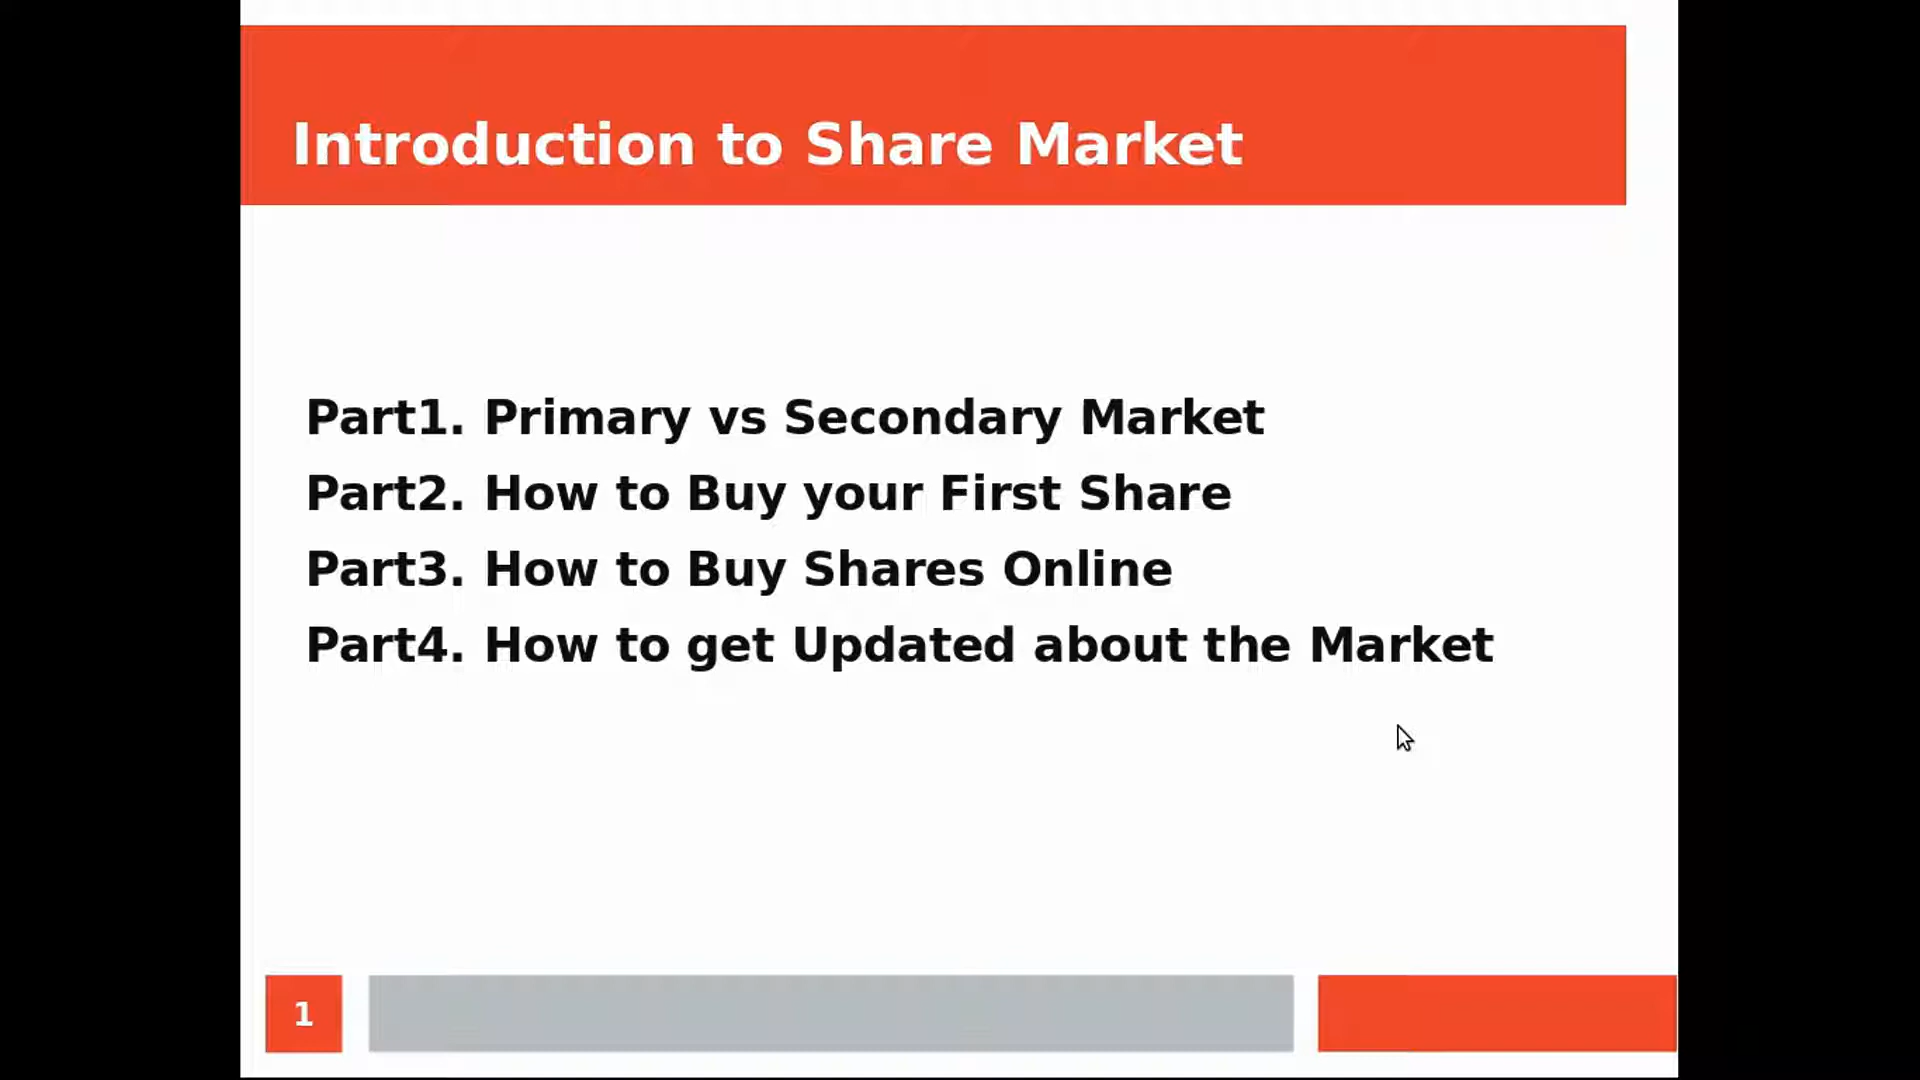 Introduction to Share Market
Part1. Primary vs Secondary Market
Part2. How to Buy your First Share
Part3. How to Buy Shares Online
Part4. How to get Updated about the Market
1